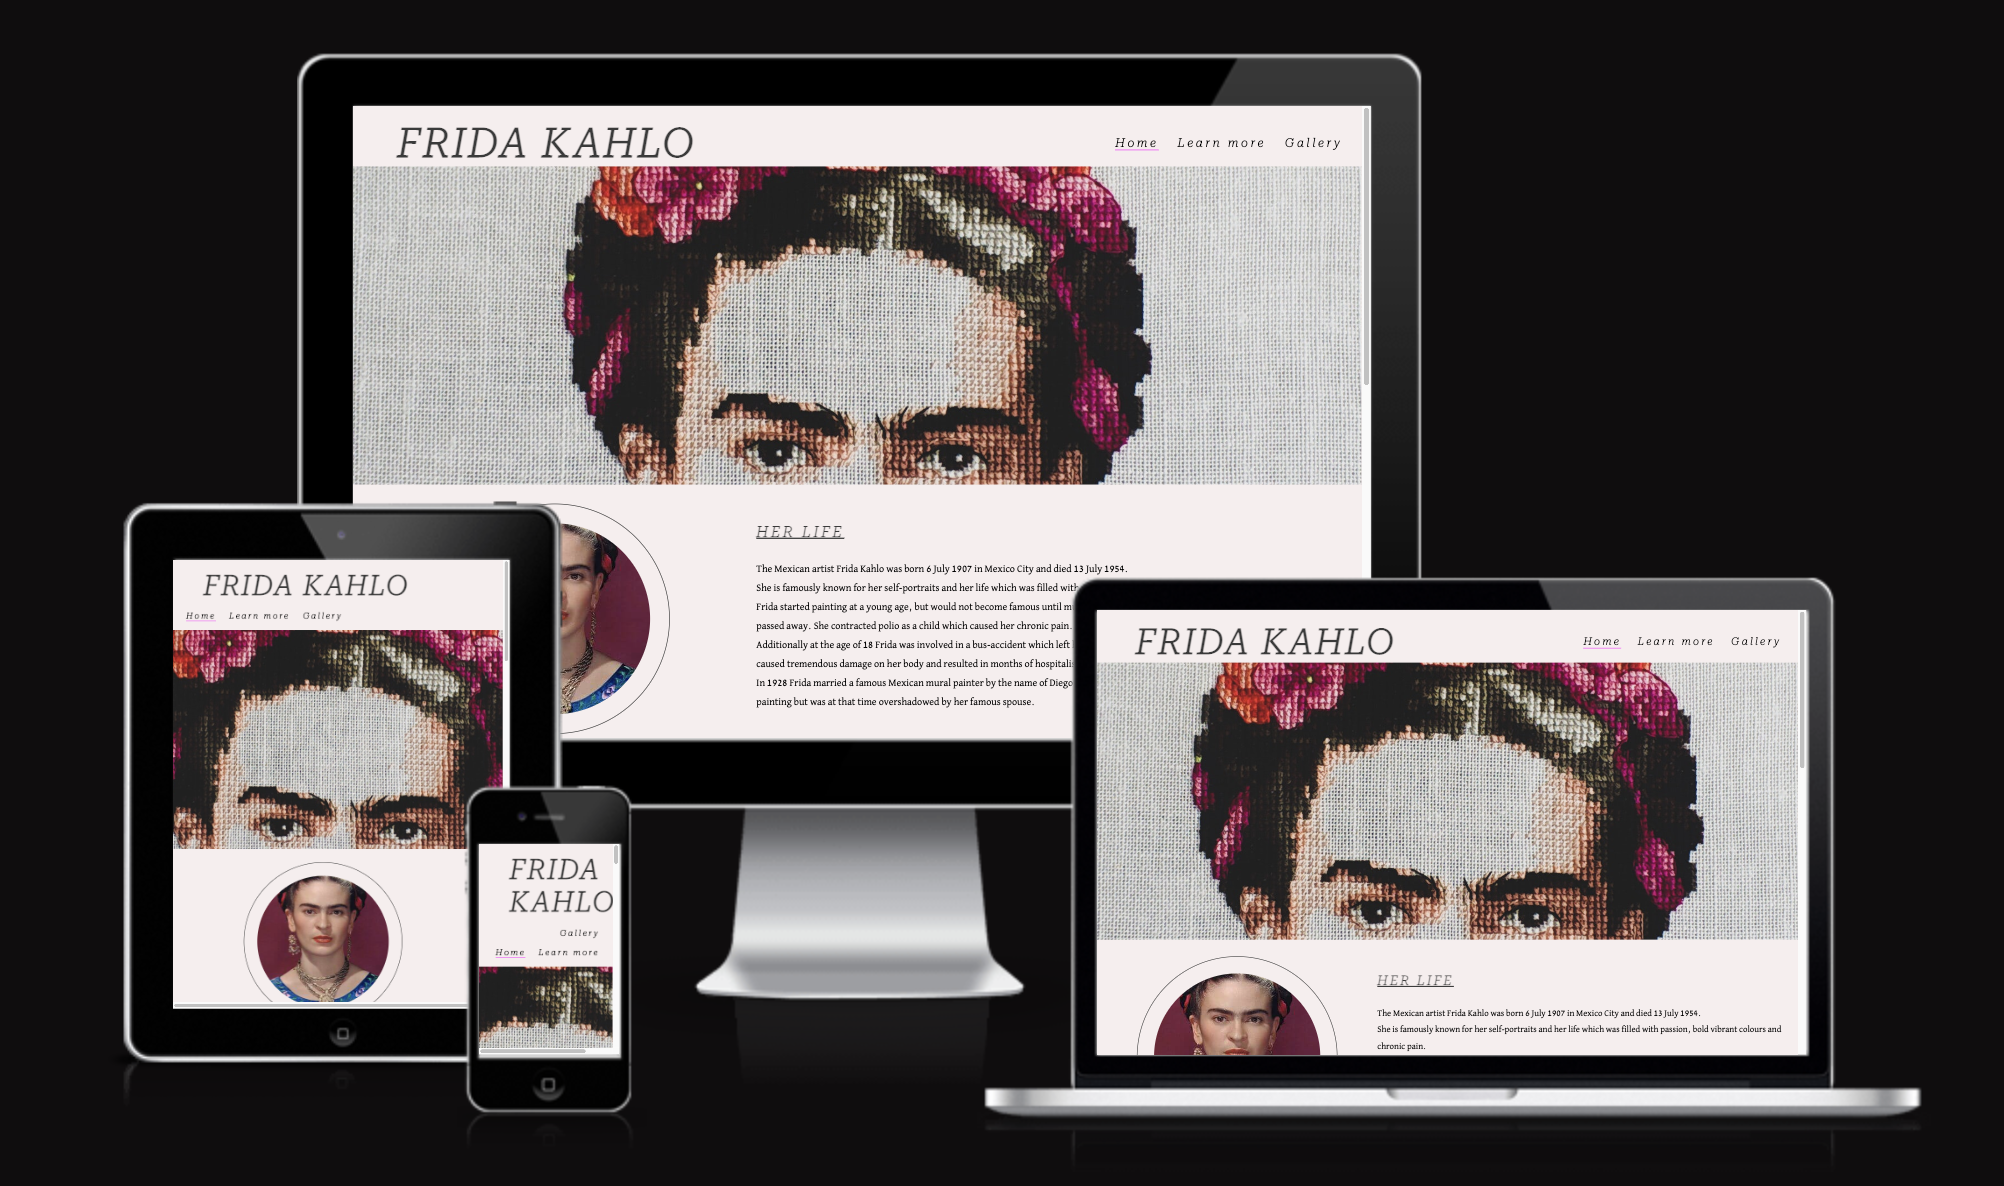 FRIDA KAHLO
Home Learn more Gallery
HER LIFE
The Mexican artist Frida Kahlo was born 6 July 1907 in Mexico City and died 13 July 1954.
She is famously known for her self-portraits and her life which was filled with
Frida started painting at a young age, but would not become famous until
passed away. She contracted polio as a child which caused her chronic pain.
Additionally at the age of 18 Frida was involved in a bus-accident which left
caused tremendous damage on her body and resulted in months of
In 1928 Frida married a famous Mexican mural painter by the name of Diego
painting but was at that time overshadowed by her famous spouse.
FRIDA KAHLO
Home Learn more Gallery
FRIDA
KAHLO
Gallery
Home Learn more
FRIDA KAHLO
Home Learn more Gallery
HER LIFE
The Mexican artist Frida Kahlo was born 6 July 1907 in Mexico City and died 13 July 1954.
She is famously known for her self-portraits and her life which was filled with passion, bold vibrant colours and
chronic pain.